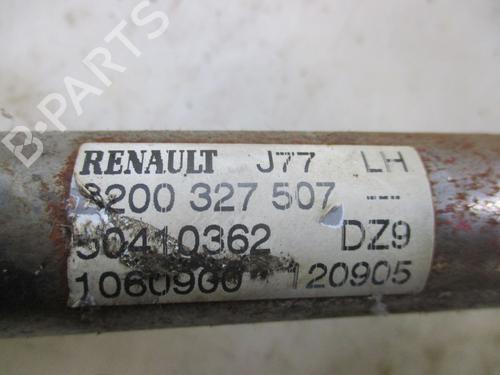 B-PARTS
RENAULT J77 LH
8200 327 507 ---
50410362 DZ9
1060900 120905